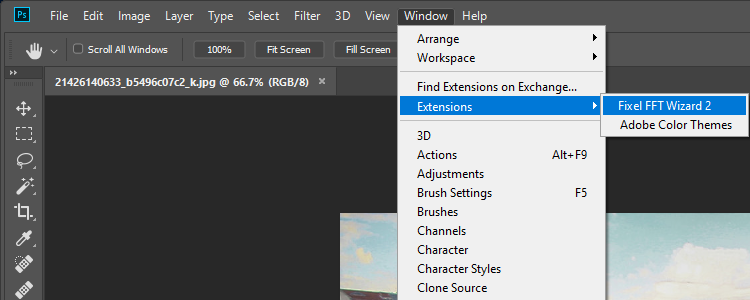 Ps File Edit Image Layer Type Select Filter 3D View Window Help
Scroll All Windows 100% Fit Screen Fill Screen
21426140633_b5496c07c2_k.jpg @ 66.7% (RGB/8) ×
Arrange
Workspace
Find Extensions on Exchange...
Extensions
Fixel FFT Wizard 2
Adobe Color Themes
3D
Actions Alt+F9
Adjustments
Brush Settings F5
Brushes
Channels
Character
Character Styles
Clone Source